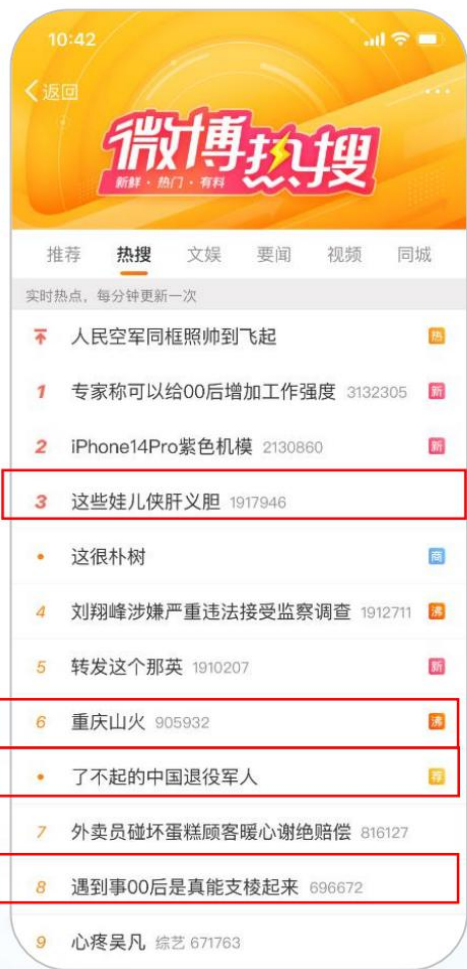 10:42
返回
微博热搜
新鲜·热门·有料
推荐 热搜 文娱 要闻 视频 同城
实时热点，每分钟更新一次
人民空军同框照帅到飞起 热
1 专家称可以给00后增加工作强度 3132305 新
2 iPhone14Pro紫色机模 2130860 新
3 这些娃儿侠肝义胆 1917946
• 这很朴树 商
4 刘翔峰涉嫌严重违法接受监察调查 1912711 沸
5 转发这个那英 1910207 新
6 重庆山火 905932 沸
• 了不起的中国退役军人 荐
7 外卖员碰坏蛋糕顾客暖心谢绝赔偿 816127
8 遇到事00后是真能支棱起来 696672
9 心疼吴凡 综艺 671763